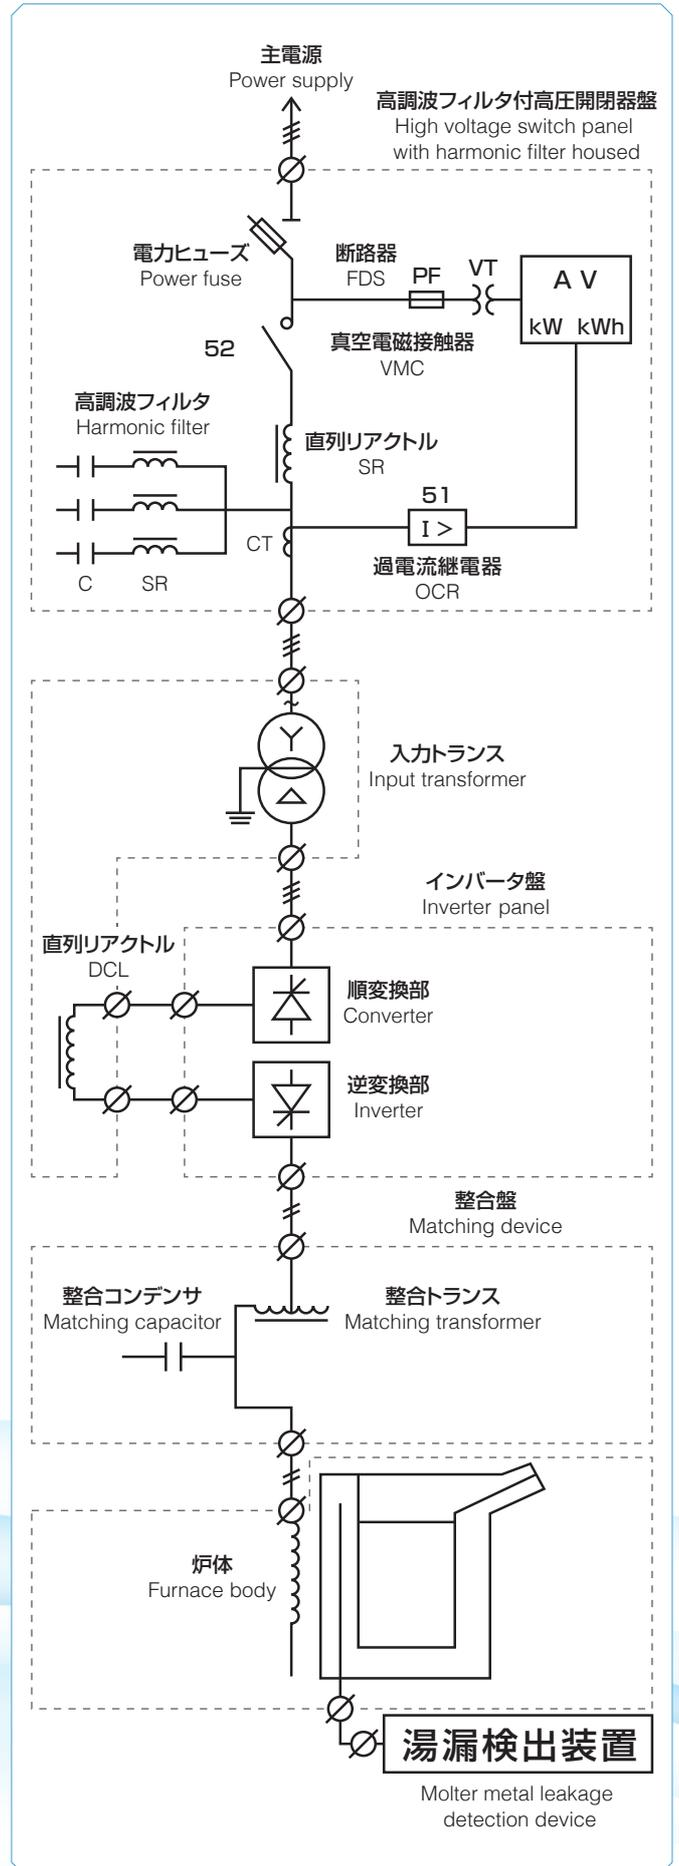 主電源
Power supply
高調波フィルタ付高圧開閉器盤
High voltage switch panel
with harmonic filter housed
電力ヒューズ
Power fuse
断路器
FDS
PF
VT
A V
kW kWh
52
真空電磁接触器
VMC
高調波フィルタ
Harmonic filter
直列リアクトル
SR
51
I >
CT
過電流継電器
OCR
C
SR
入力トランス
Input transformer
インバータ盤
Inverter panel
直列リアクトル
DCL
順変換部
Converter
逆変換部
Inverter
整合盤
Matching device
整合コンデンサ
Matching capacitor
整合トランス
Matching transformer
炉体
Furnace body
湯漏検出装置
Molter metal leakage
detection device